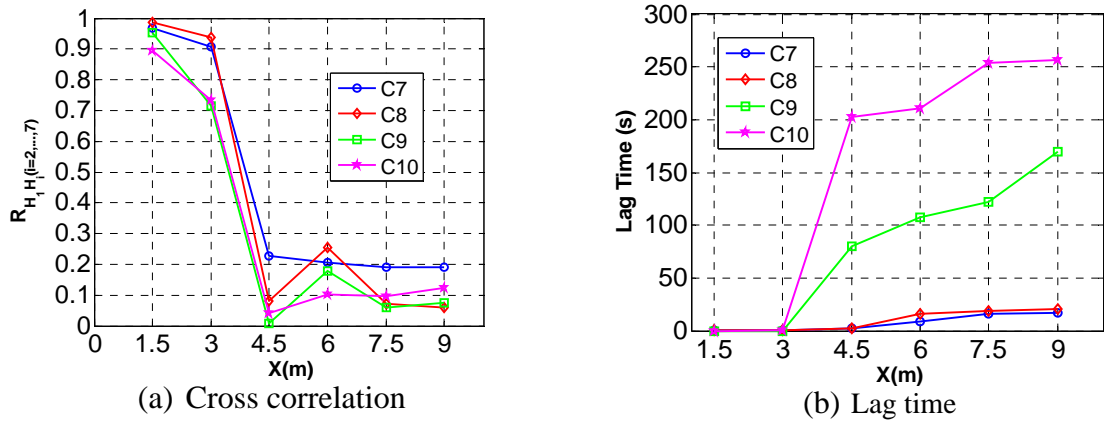 1
0.9
0.8
0.7
0.6
0.5
0.4
0.3
0.2
0.1
0
R_{H_1 H_i(i=2,...,7)}
C7
C8
C9
C10
0 1.5 3 4.5 6 7.5 9
X(m)
(a) Cross correlation
300
250
200
150
100
50
0
Lag Time (s)
C7
C8
C9
C10
1.5 3 4.5 6 7.5 9
X(m)
(b) Lag time